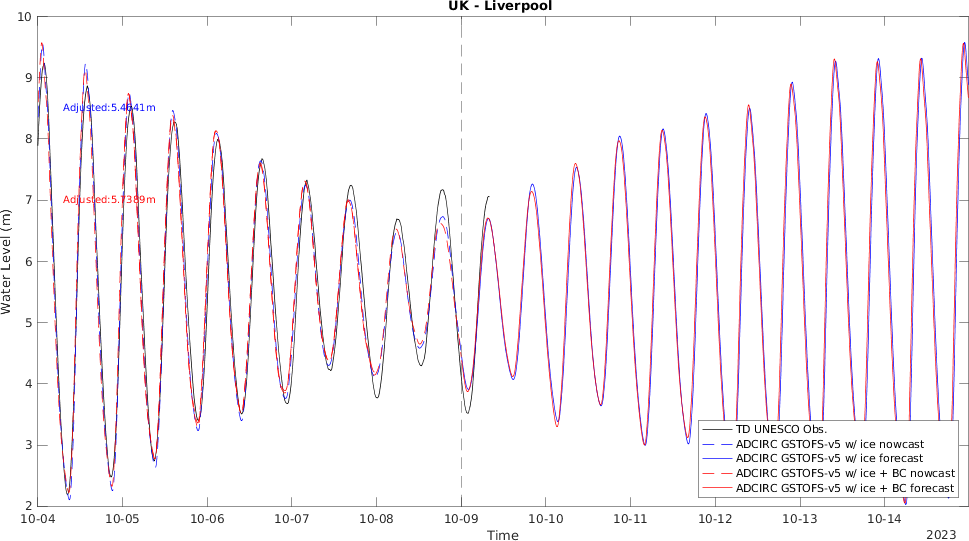 UK - Liverpool
10
9
8
7
6
5
4
3
2
Water Level (m)
Adjusted:5.4641m
Adjusted:5.7389m
TD UNESCO Obs.
ADCIRC GSTOFS-v5 w/ ice nowcast
ADCIRC GSTOFS-v5 w/ ice forecast
ADCIRC GSTOFS-v5 w/ ice + BC nowcast
ADCIRC GSTOFS-v5 w/ ice + BC forecast
10-04 10-05 10-06 10-07 10-08 10-09 10-10 10-11 10-12 10-13 10-14
Time
2023